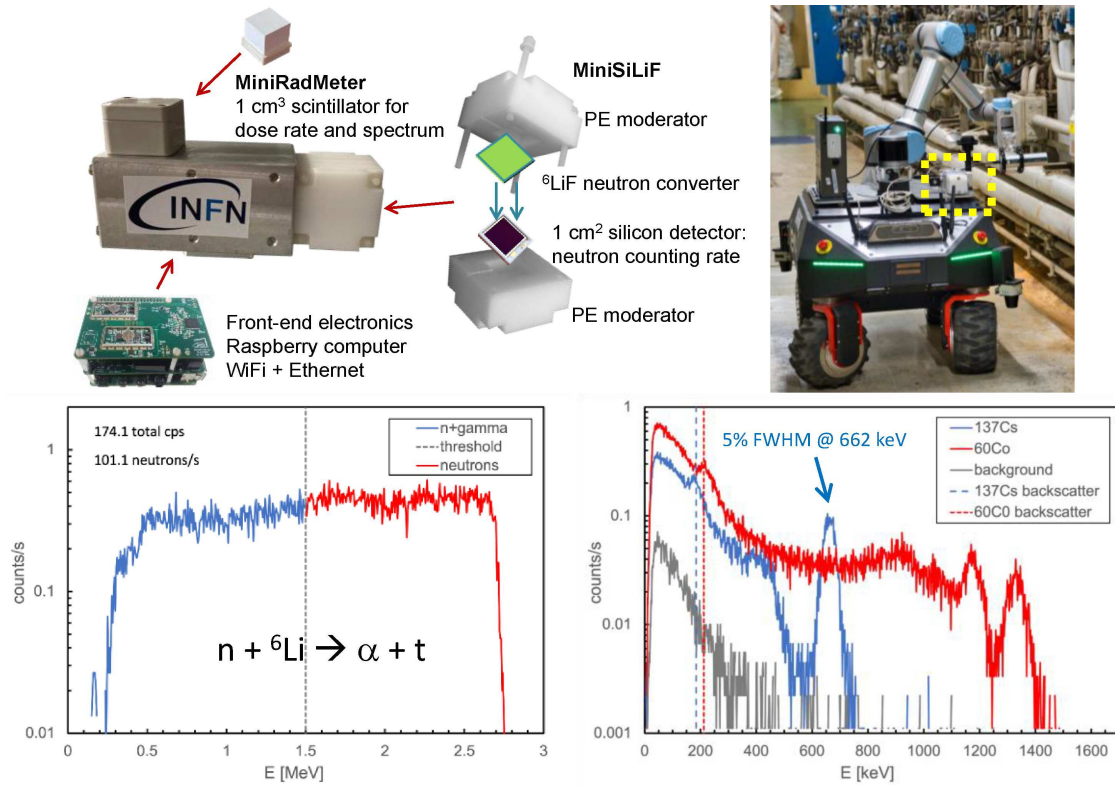 MiniRadMeter
1 cm³ scintillator for
dose rate and spectrum
INFN
Front-end electronics
Raspberry computer
WiFi + Ethernet
MiniSiLiF
PE moderator
⁶LiF neutron converter
1 cm² silicon detector:
neutron counting rate
PE moderator
174.1 total cps
101.1 neutrons/s
n+gamma
threshold
neutrons
n + ⁶Li → α + t
counts/s
1
0.1
0.01
0 0.5 1 1.5 2 2.5 3
E [MeV]
5% FWHM @ 662 keV
137Cs
60Co
background
137Cs backscatter
60C0 backscatter
counts/s
1
0.1
0.01
0.001
0 200 400 600 800 1000 1200 1400 1600
E [keV]